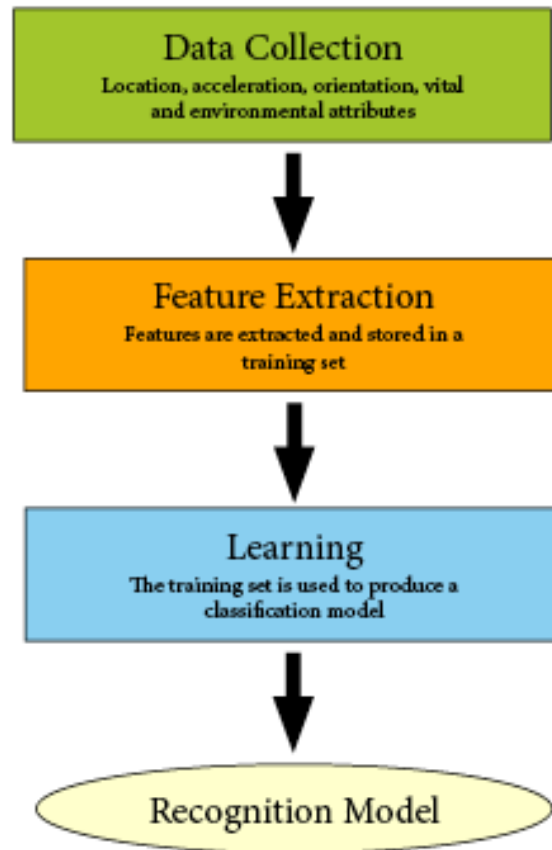 Data Collection
Location, acceleration, orientation, vital
and environmental attributes
Feature Extraction
Features are extracted and stored in a
training set
Learning
The training set is used to produce a
classification model
Recognition Model